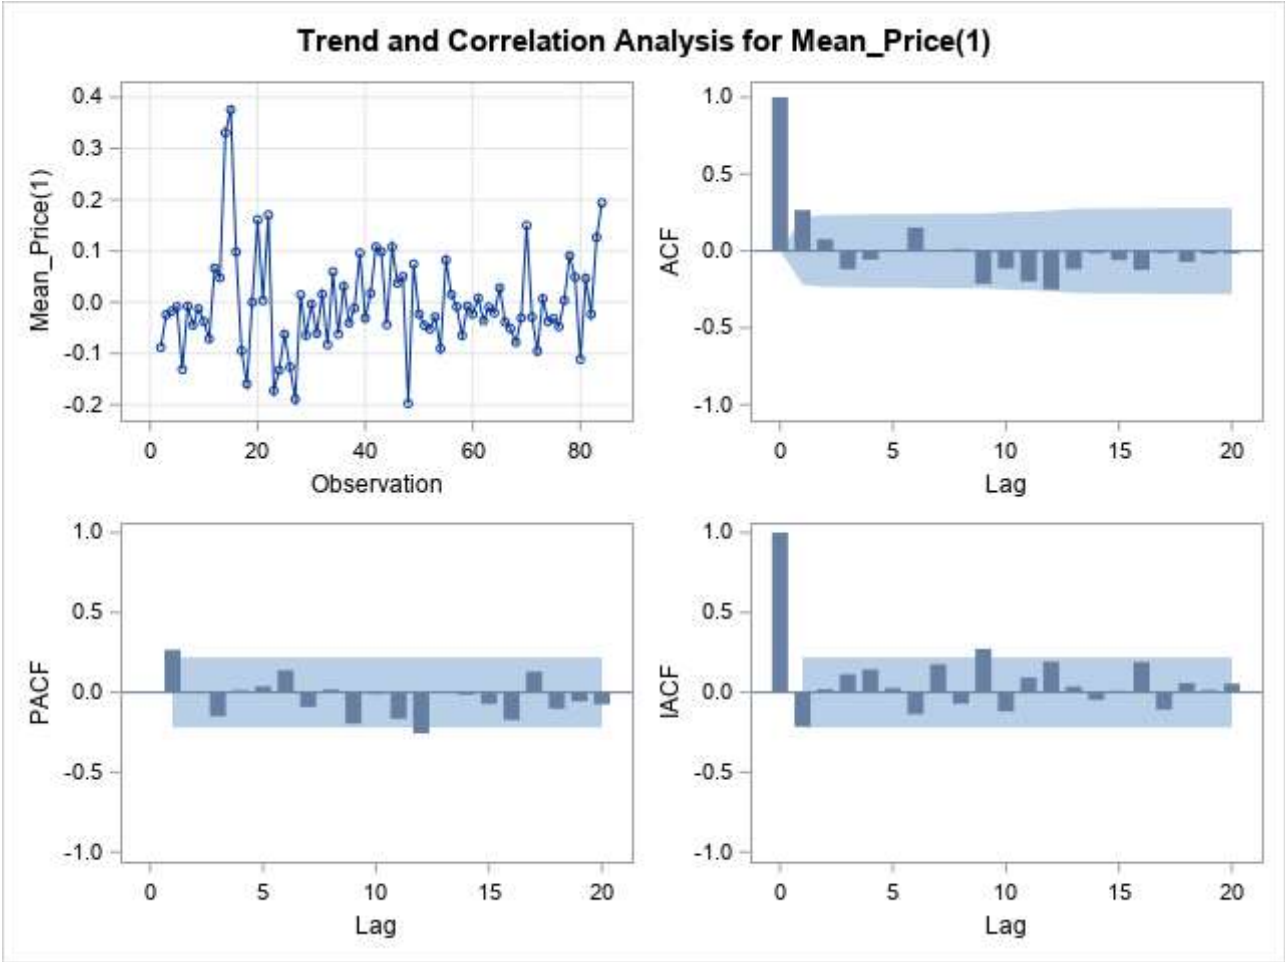 Trend and Correlation Analysis for Mean_Price(1)
0.4
0.3
0.2
0.1
0.0
-0.1
-0.2
Mean_Price(1)
0 20 40 60 80
Observation
1.0
0.5
0.0
-0.5
-1.0
ACF
0 5 10 15 20
Lag
1.0
0.5
0.0
-0.5
-1.0
PACF
0 5 10 15 20
Lag
1.0
0.5
0.0
-0.5
-1.0
IACF
0 5 10 15 20
Lag